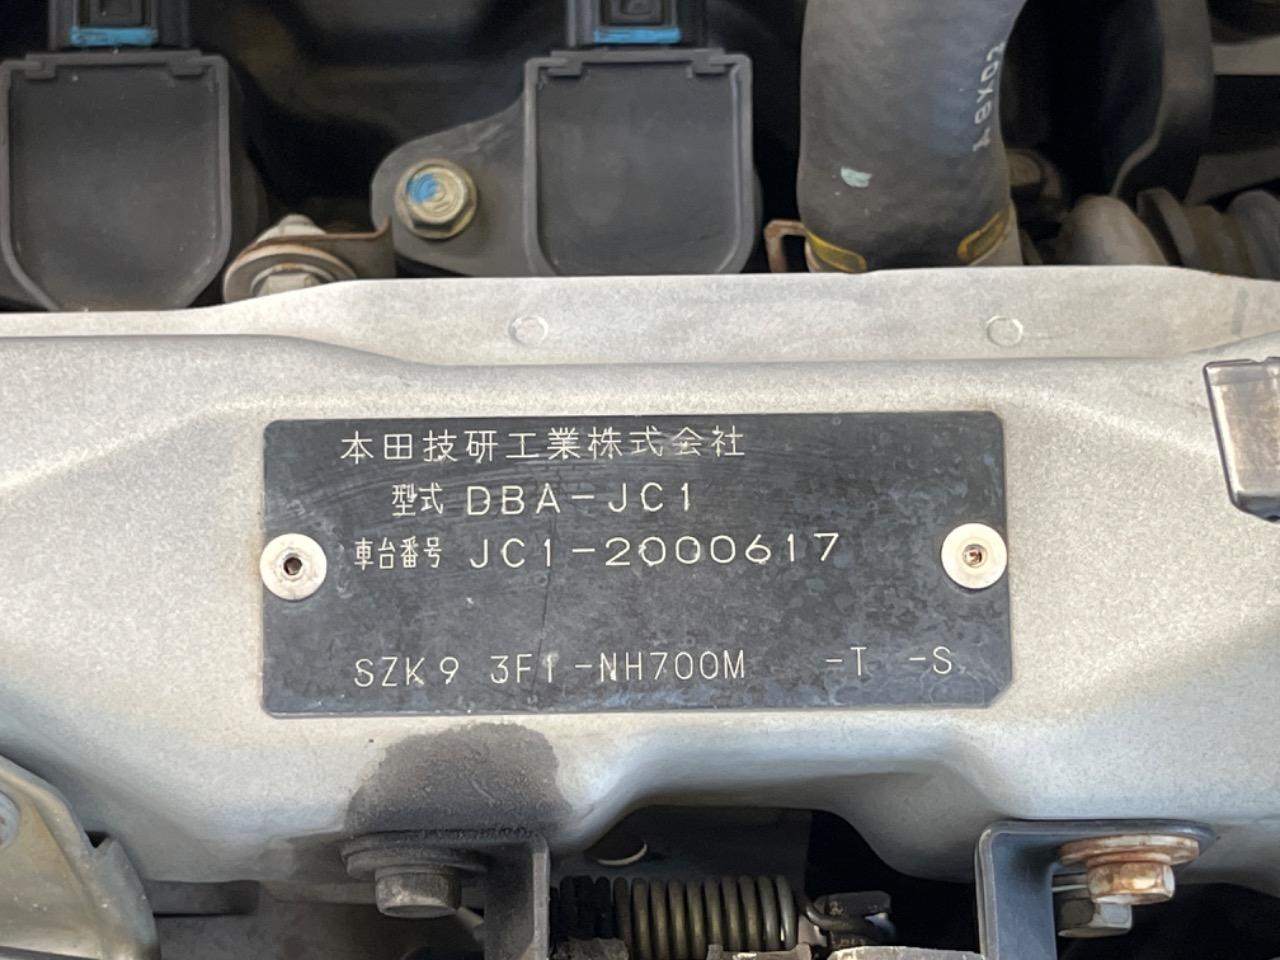 本田技研工業株式会社
型式 DBA-JC1
車台番号 JC1-2000617
SZK9 3F1-NH700M -T -S